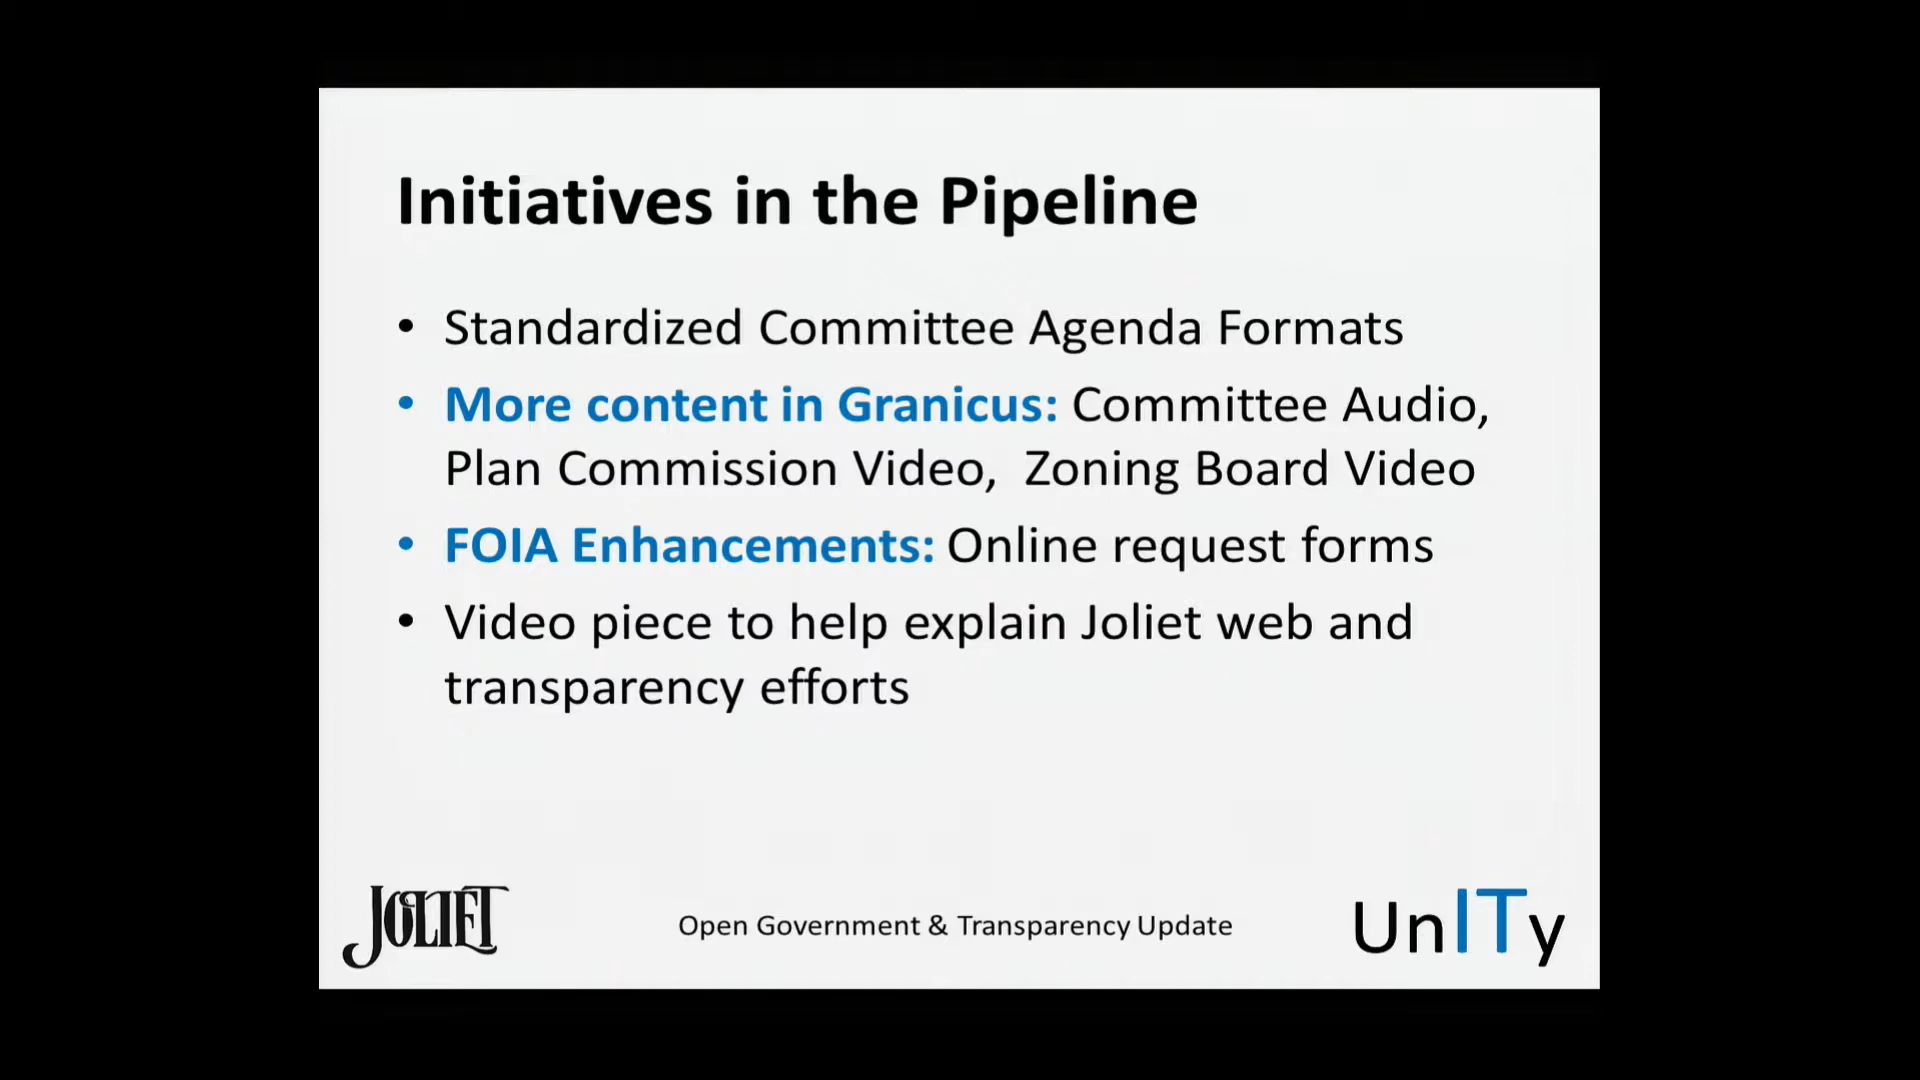 Initiatives in the Pipeline
• Standardized Committee Agenda Formats
• More content in Granicus: Committee Audio,
Plan Commission Video,  Zoning Board Video
• FOIA Enhancements: Online request forms
• Video piece to help explain Joliet web and
transparency efforts
JOLIET
Open Government & Transparency Update
UnITy